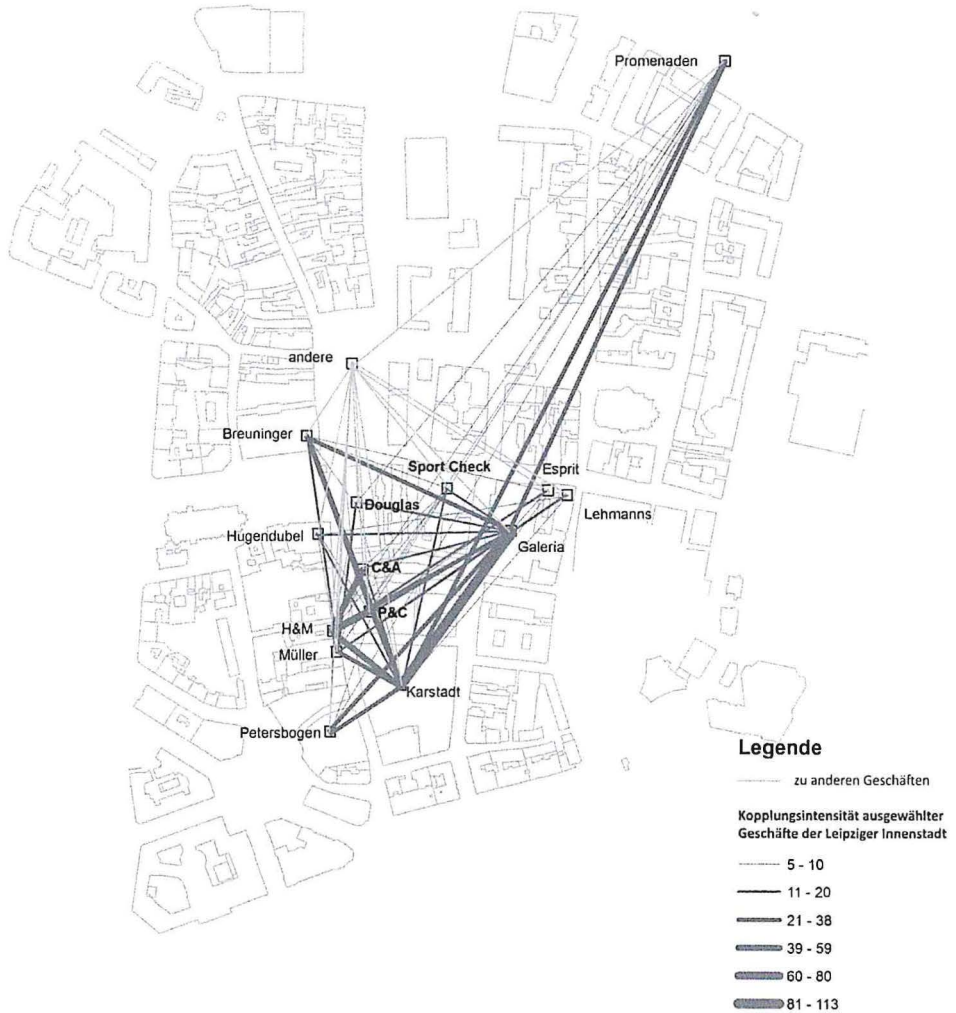 Promenaden
andere
Breuninger
Sport Check
Esprit
Douglas
Lehmanns
Hugendubel
Galeria
C&A
P&C
H&M
Müller
Karstadt
Petersbogen
Legende
zu anderen Geschäften
Kopplungsintensität ausgewählter
Geschäfte der Leipziger Innenstadt
5 - 10
11 - 20
21 - 38
39 - 59
60 - 80
81 - 113